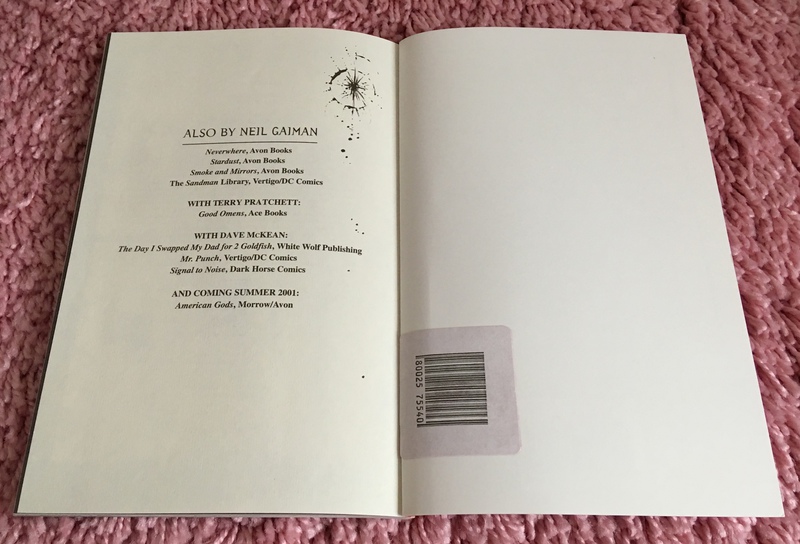 ALSO BY NEIL GAIMAN
Neverwhere, Avon Books
Stardust, Avon Books
Smoke and Mirrors, Avon Books
The Sandman Library, Vertigo/DC Comics
WITH TERRY PRATCHETT:
Good Omens, Ace Books
WITH DAVE McKEAN:
The Day I Swapped My Dad for 2 Goldfish, White Wolf Publishing
Mr. Punch, Vertigo/DC Comics
Signal to Noise, Dark Horse Comics
AND COMING SUMMER 2001:
American Gods, Morrow/Avon
80025 75540